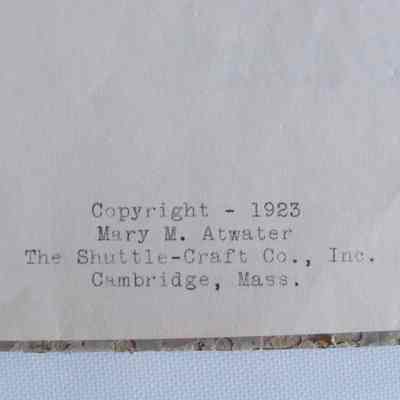 Copyright - 1923
Mary M. Atwater
The Shuttle-Craft Co., Inc.
Cambridge, Mass.